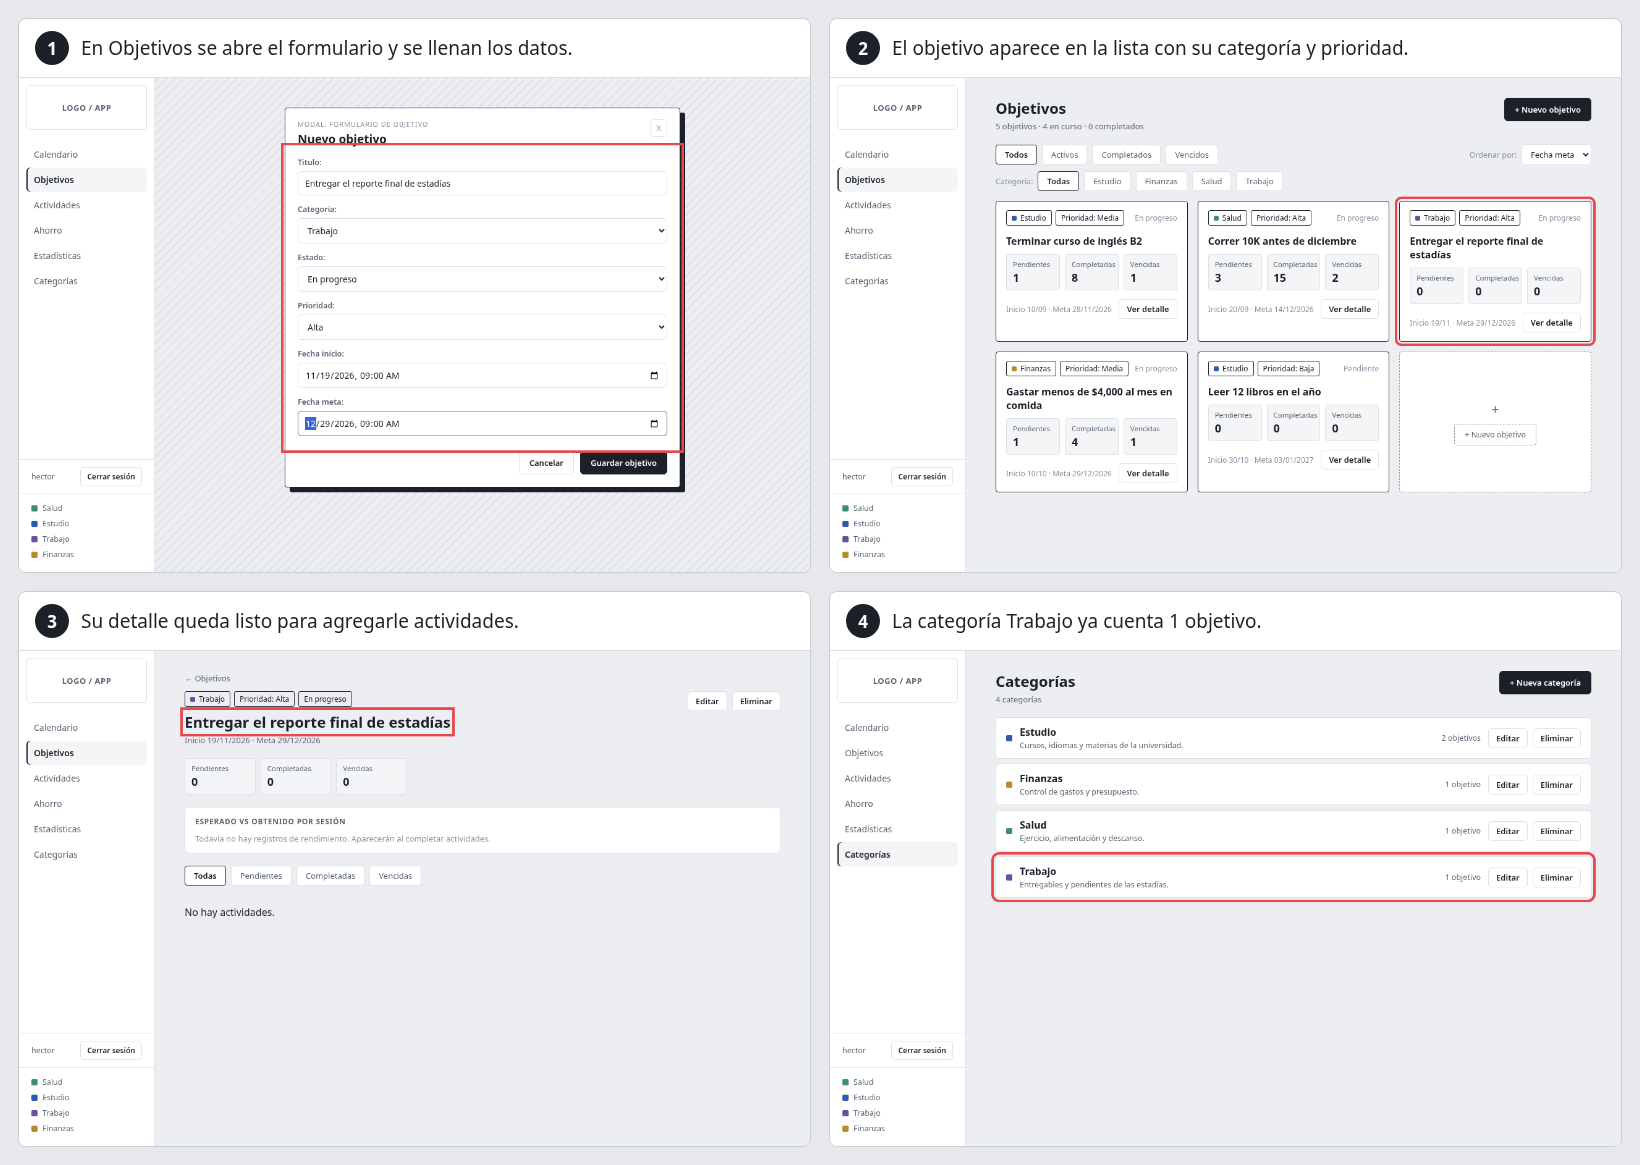 1 En Objetivos se abre el formulario y se llenan los datos.
LOGO / APP
Calendario
Objetivos
Actividades
Ahorro
Estadísticas
Categorías
hector Cerrar sesión
Salud
Estudio
Trabajo
Finanzas
MODAL: FORMULARIO DE OBJETIVO X
Nuevo objetivo
Titulo:
Entregar el reporte final de estadías
Categoria:
Trabajo
Estado:
En progreso
Prioridad:
Alta
Fecha inicio:
11/19/2026, 09:00 AM
Fecha meta:
12/29/2026, 09:00 AM
Cancelar Guardar objetivo
2 El objetivo aparece en la lista con su categoría y prioridad.
LOGO / APP
Calendario
Objetivos
Actividades
Ahorro
Estadísticas
Categorías
hector Cerrar sesión
Salud
Estudio
Trabajo
Finanzas
Objetivos + Nuevo objetivo
5 objetivos · 4 en curso · 0 completados
Todos Activos Completados Vencidos Ordenar por: Fecha meta
Categoría: Todas Estudio Finanzas Salud Trabajo
Estudio Prioridad: Media En progreso
Terminar curso de inglés B2
Pendientes Completadas Vencidas
1 8 1
Inicio 10/09 · Meta 28/11/2026 Ver detalle
Salud Prioridad: Alta En progreso
Correr 10K antes de diciembre
Pendientes Completadas Vencidas
3 15 2
Inicio 20/09 · Meta 14/12/2026 Ver detalle
Trabajo Prioridad: Alta En progreso
Entregar el reporte final de
estadías
Pendientes Completadas Vencidas
0 0 0
Inicio 19/11 · Meta 29/12/2026 Ver detalle
Finanzas Prioridad: Media En progreso
Gastar menos de $4,000 al mes en
comida
Pendientes Completadas Vencidas
1 4 1
Inicio 10/10 · Meta 29/12/2026 Ver detalle
Estudio Prioridad: Baja Pendiente
Leer 12 libros en el año
Pendientes Completadas Vencidas
0 0 0
Inicio 30/10 · Meta 03/01/2027 Ver detalle
+
+ Nuevo objetivo
3 Su detalle queda listo para agregarle actividades.
LOGO / APP
Calendario
Objetivos
Actividades
Ahorro
Estadísticas
Categorías
hector Cerrar sesión
Salud
Estudio
Trabajo
Finanzas
← Objetivos
Trabajo Prioridad: Alta En progreso Editar Eliminar
Entregar el reporte final de estadías
Inicio 19/11/2026 · Meta 29/12/2026
Pendientes Completadas Vencidas
0 0 0
ESPERADO VS OBTENIDO POR SESIÓN
Todavía no hay registros de rendimiento. Aparecerán al completar actividades.
Todas Pendientes Completadas Vencidas
No hay actividades.
4 La categoría Trabajo ya cuenta 1 objetivo.
LOGO / APP
Calendario
Objetivos
Actividades
Ahorro
Estadísticas
Categorías
hector Cerrar sesión
Salud
Estudio
Trabajo
Finanzas
Categorías + Nueva categoría
4 categorías
Estudio
Cursos, idiomas y materias de la universidad.
2 objetivos Editar Eliminar
Finanzas
Control de gastos y presupuesto.
1 objetivo Editar Eliminar
Salud
Ejercicio, alimentación y descanso.
1 objetivo Editar Eliminar
Trabajo
Entregables y pendientes de las estadías.
1 objetivo Editar Eliminar